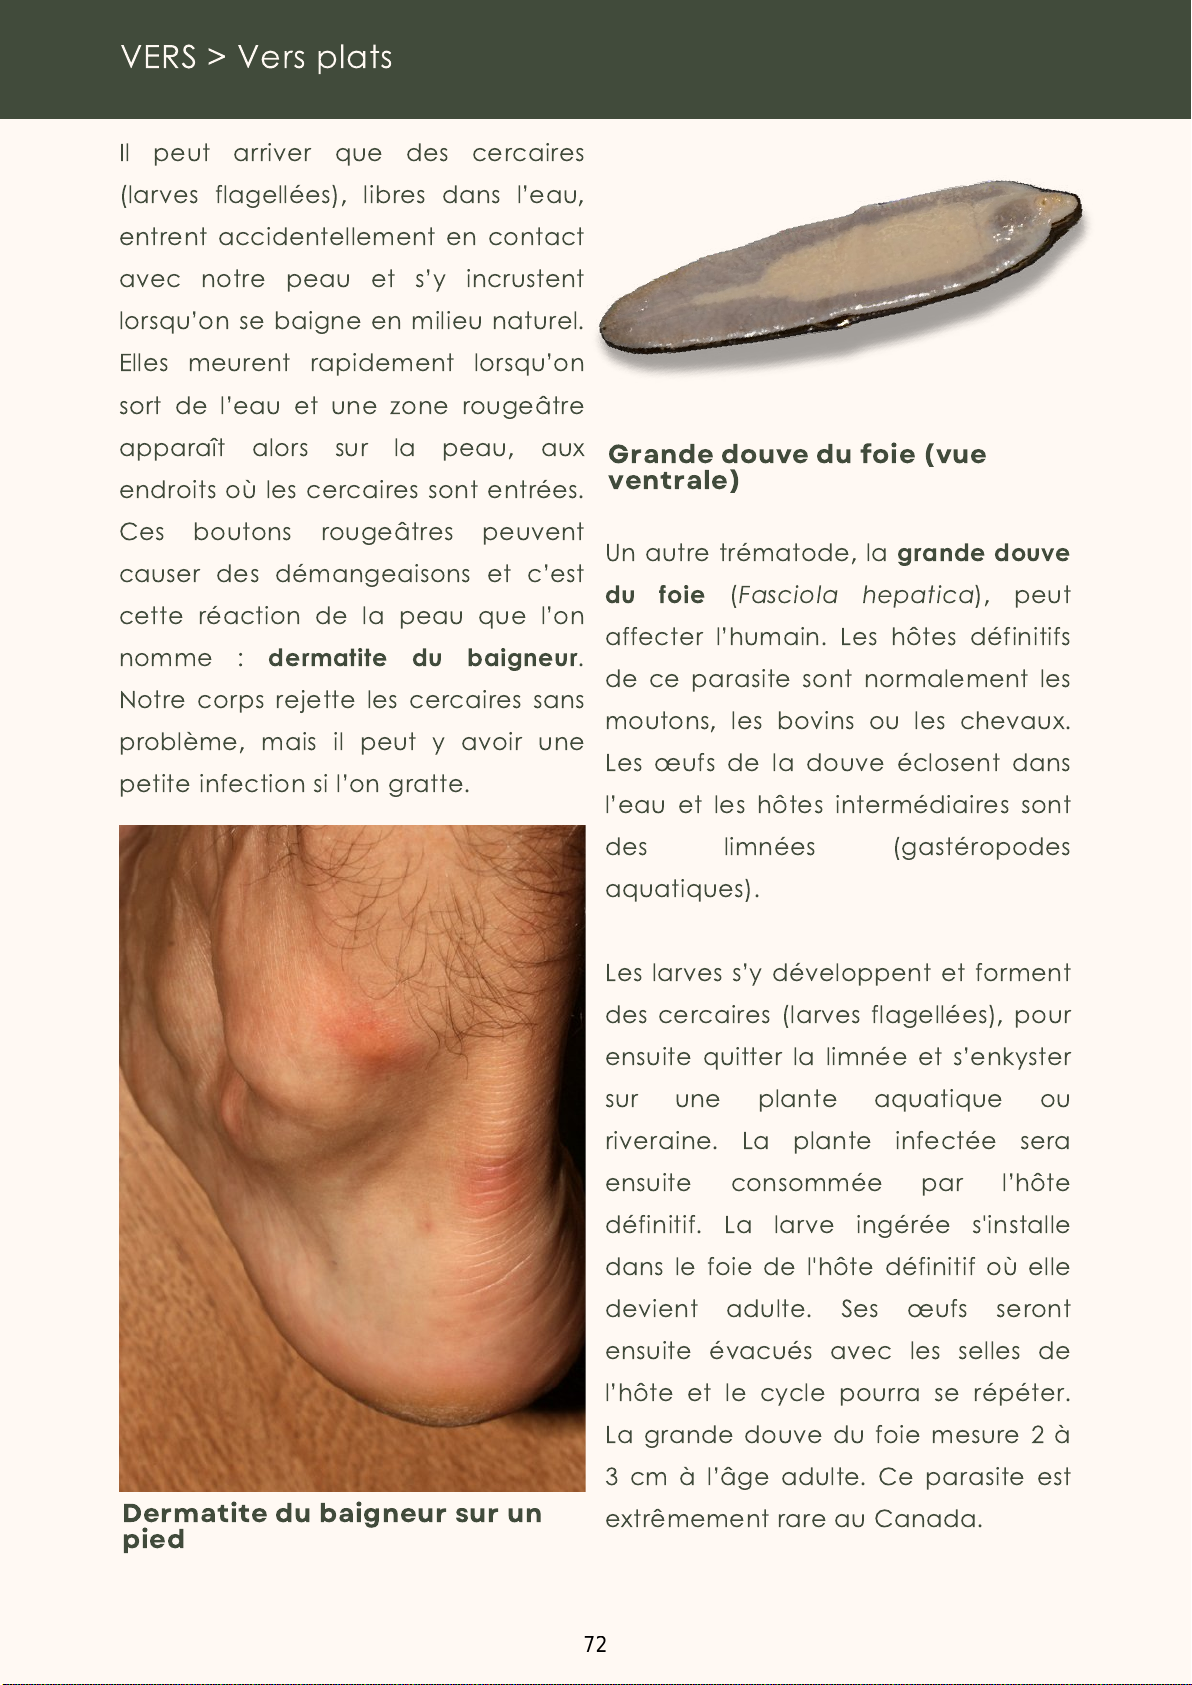 VERS > Vers plats
Il peut arriver que des cercaires
(larves flagellées), libres dans l’eau,
entrent accidentellement en contact
avec notre peau et s’y incrustent
lorsqu’on se baigne en milieu naturel.
Elles meurent rapidement lorsqu’on
sort de l’eau et une zone rougeâtre
apparaît alors sur la peau, aux
endroits où les cercaires sont entrées.
Ces boutons rougeâtres peuvent
causer des démangeaisons et c’est
cette réaction de la peau que l’on
nomme : dermatite du baigneur.
Notre corps rejette les cercaires sans
problème, mais il peut y avoir une
petite infection si l’on gratte.
Dermatite du baigneur sur un
pied
Grande douve du foie (vue
ventrale)
Un autre trématode, la grande douve
du foie (Fasciola hepatica), peut
affecter l’humain. Les hôtes définitifs
de ce parasite sont normalement les
moutons, les bovins ou les chevaux.
Les œufs de la douve éclosent dans
l’eau et les hôtes intermédiaires sont
des limnées (gastéropodes
aquatiques).
Les larves s’y développent et forment
des cercaires (larves flagellées), pour
ensuite quitter la limnée et s’enkyster
sur une plante aquatique ou
riveraine. La plante infectée sera
ensuite consommée par l’hôte
définitif. La larve ingérée s'installe
dans le foie de l'hôte définitif où elle
devient adulte. Ses œufs seront
ensuite évacués avec les selles de
l’hôte et le cycle pourra se répéter.
La grande douve du foie mesure 2 à
3 cm à l’âge adulte. Ce parasite est
extrêmement rare au Canada.
72